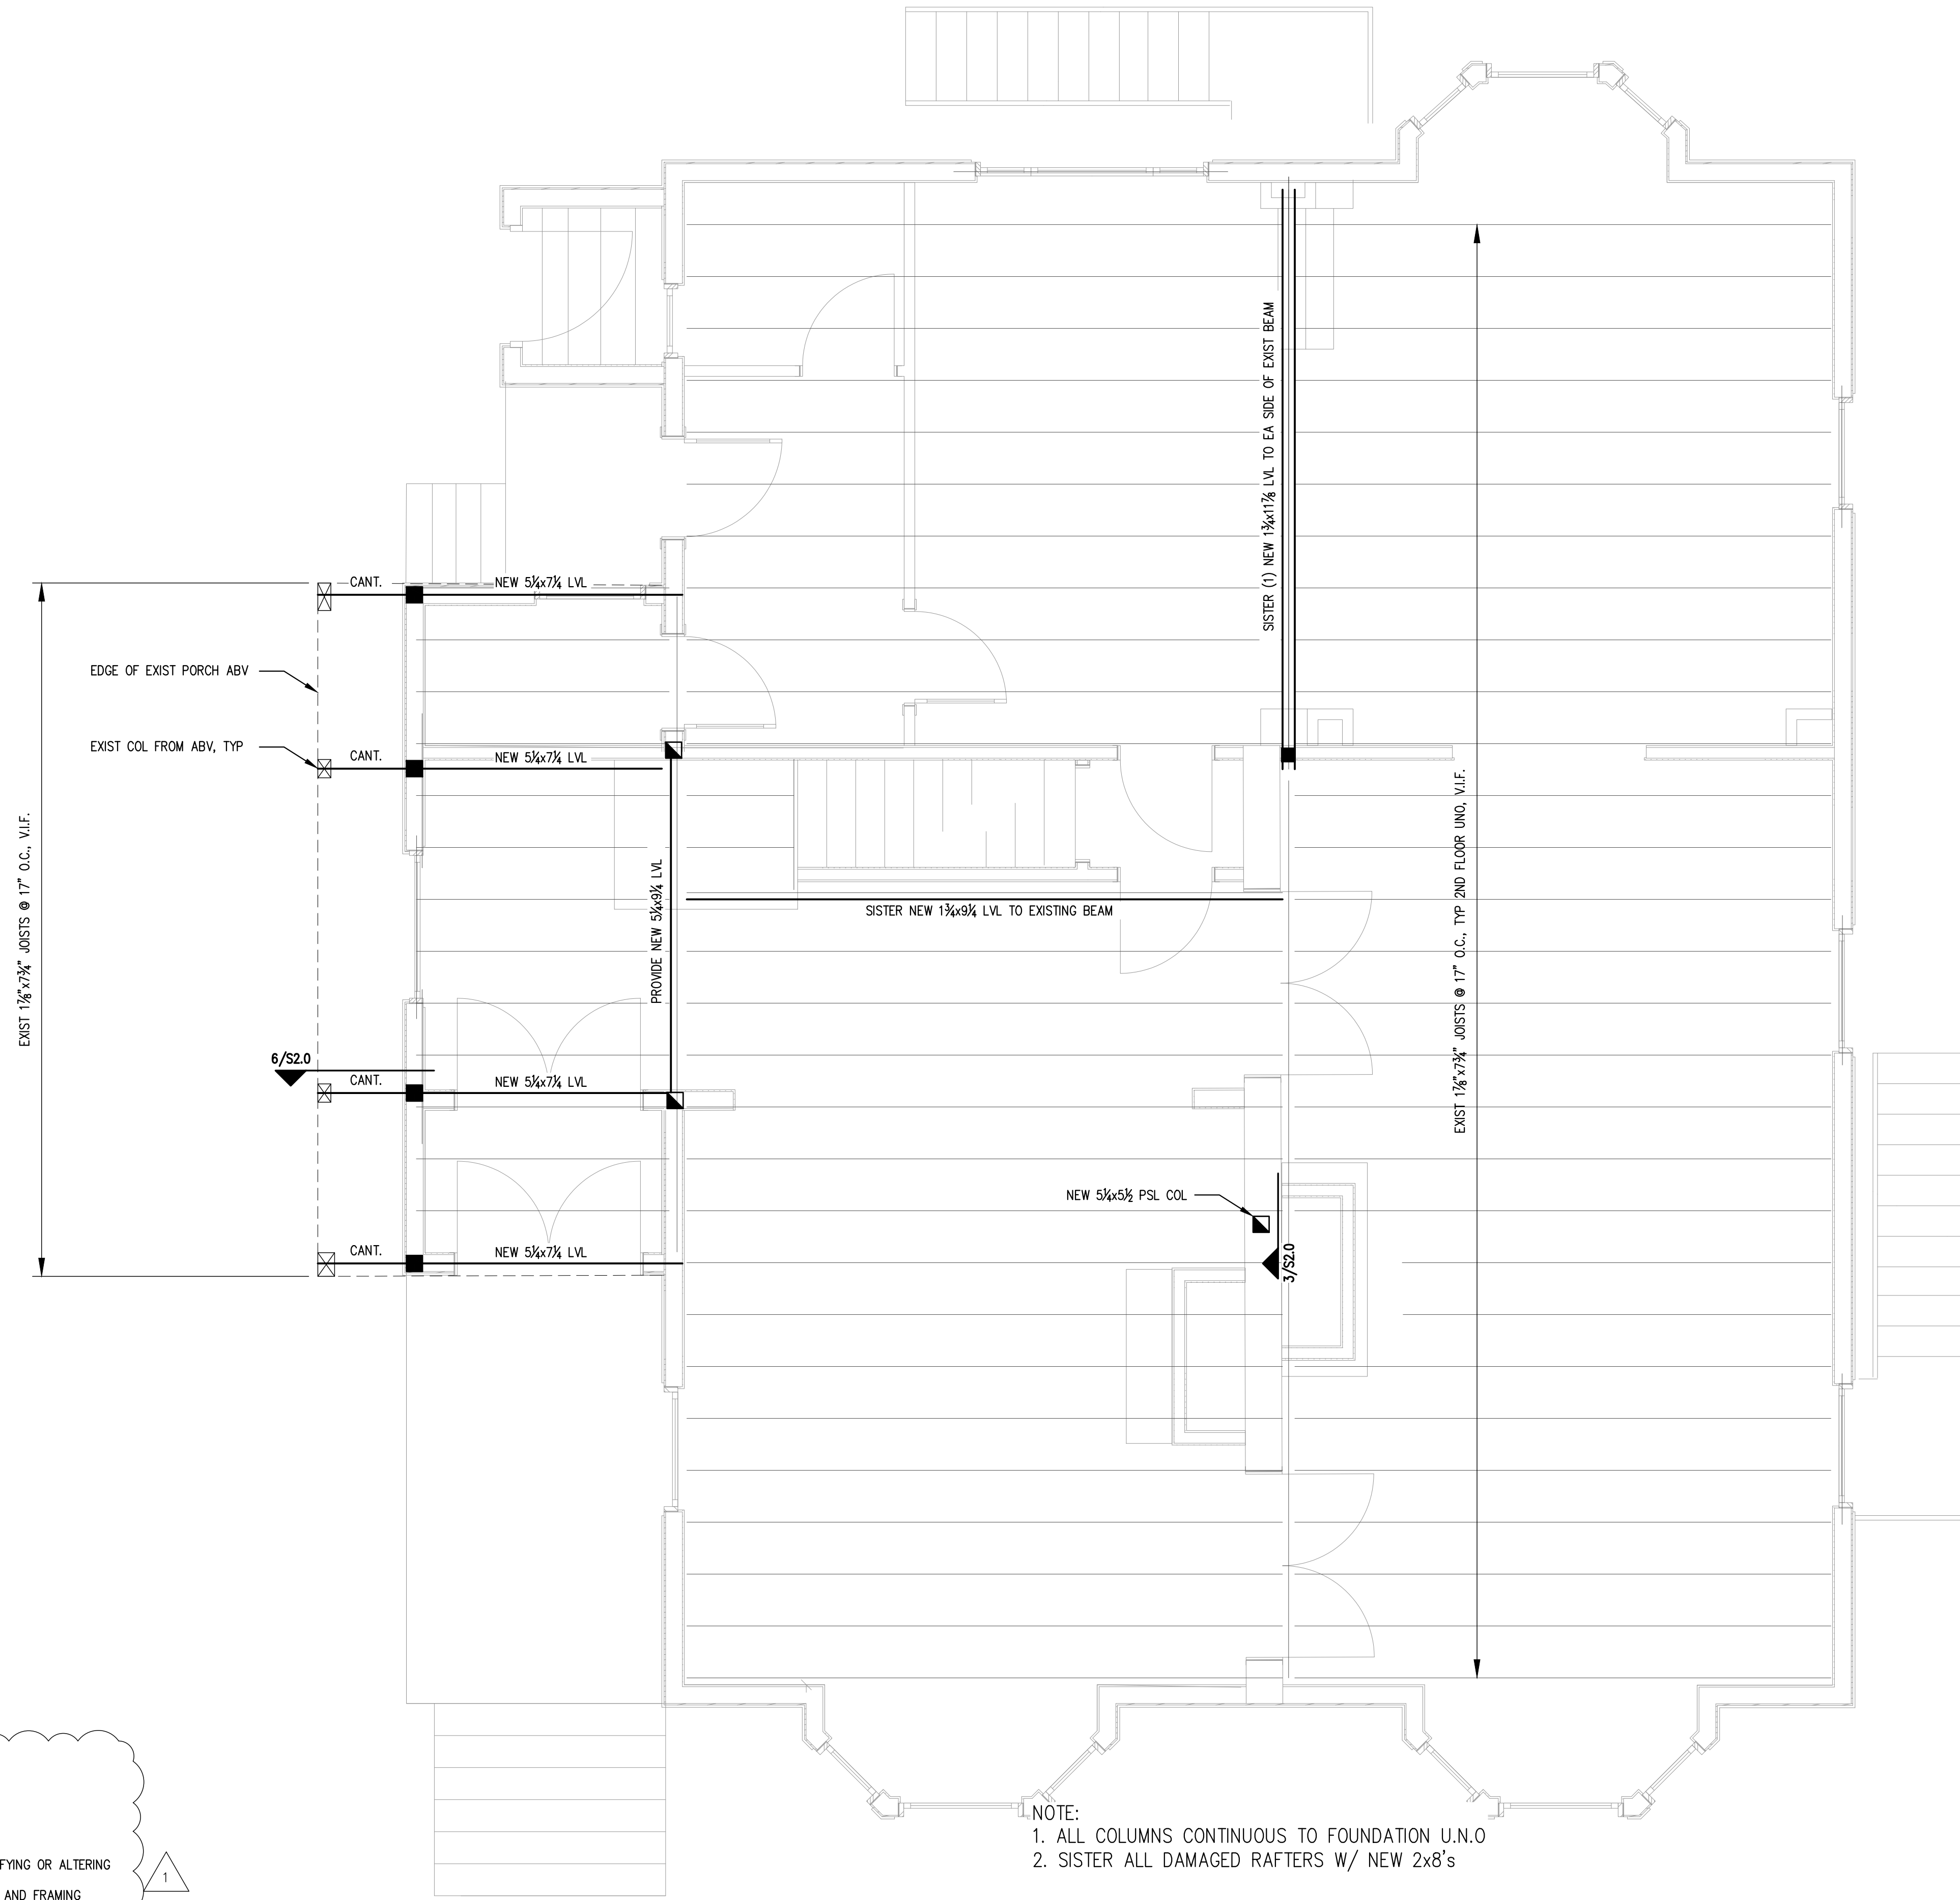 SISTER (1) NEW 1¾x11⅞ LVL TO EA SIDE OF EXIST BEAM
CANT.
NEW 5¼x7¼ LVL
EDGE OF EXIST PORCH ABV
EXIST COL FROM ABV, TYP
CANT.
NEW 5¼x7¼ LVL
EXIST 1⅞"x7¾" JOISTS @ 17" O.C., V.I.F.
PROVIDE NEW 5¼x9¼ LVL
SISTER NEW 1¾x9¼ LVL TO EXISTING BEAM
EXIST 1⅞"x7¾" JOISTS @ 17" O.C., TYP 2ND FLOOR UNO, V.I.F.
6/S2.0
CANT.
NEW 5¼x7¼ LVL
NEW 5¼x5½ PSL COL
3/S2.0
CANT.
NEW 5¼x7¼ LVL
NOTE:
1. ALL COLUMNS CONTINUOUS TO FOUNDATION U.N.O
2. SISTER ALL DAMAGED RAFTERS W/ NEW 2x8's
FYING OR ALTERING
AND FRAMING
1